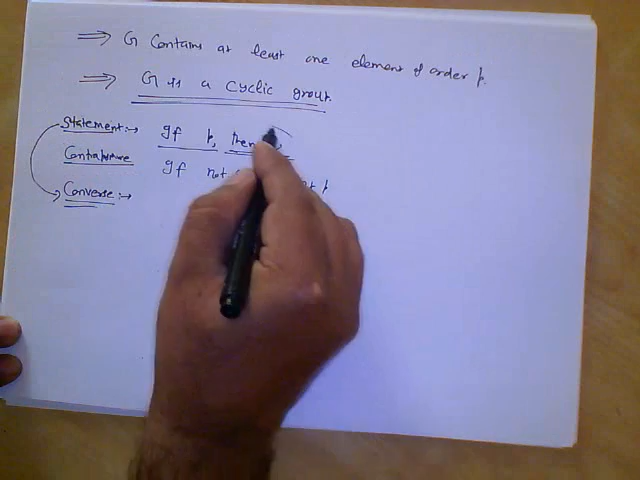 ⇒ G Contains at least one element of order p.
⇒ G is a cyclic group.
Statement:→ If p, then
Contrapositive If not
Converse:→